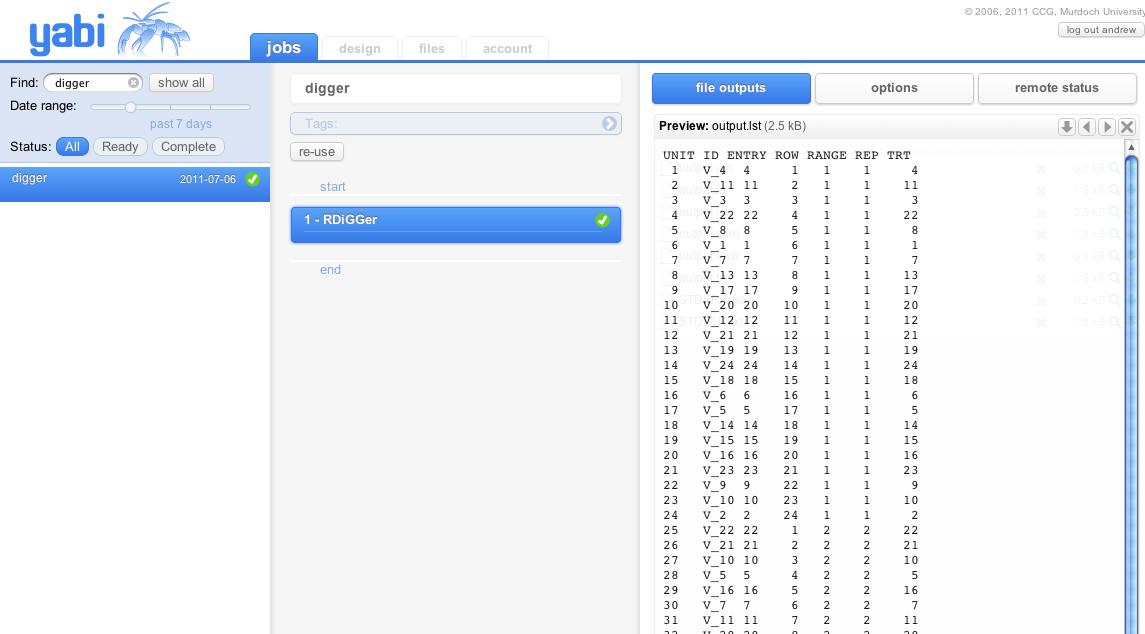 © 2006, 2011 CCG, Murdoch University
log out andrew
yabi
jobs
design
files
account
Find:
digger
show all
Date range:
past 7 days
Status:
All
Ready
Complete
digger
2011-07-06
digger
Tags:
re-use
start
1 - RDiGGer
end
file outputs
options
remote status
Preview: output.lst (2.5 kB)
UNIT ID ENTRY ROW RANGE REP TRT
1 V_4 4 1 1 1 4
2 V_11 11 2 1 1 11
3 V_3 3 3 1 1 3
4 V_22 22 4 1 1 22
5 V_8 8 5 1 1 8
6 V_1 1 6 1 1 1
7 V_7 7 7 1 1 7
8 V_13 13 8 1 1 13
9 V_17 17 9 1 1 17
10 V_20 20 10 1 1 20
11 V_12 12 11 1 1 12
12 V_21 21 12 1 1 21
13 V_19 19 13 1 1 19
14 V_24 24 14 1 1 24
15 V_18 18 15 1 1 18
16 V_6 6 16 1 1 6
17 V_5 5 17 1 1 5
18 V_14 14 18 1 1 14
19 V_15 15 19 1 1 15
20 V_16 16 20 1 1 16
21 V_23 23 21 1 1 23
22 V_9 9 22 1 1 9
23 V_10 10 23 1 1 10
24 V_2 2 24 1 1 2
25 V_22 22 1 2 2 22
26 V_21 21 2 2 2 21
27 V_10 10 3 2 2 10
28 V_5 5 4 2 2 5
29 V_16 16 5 2 2 16
30 V_7 7 6 2 2 7
31 V_11 11 7 2 2 11